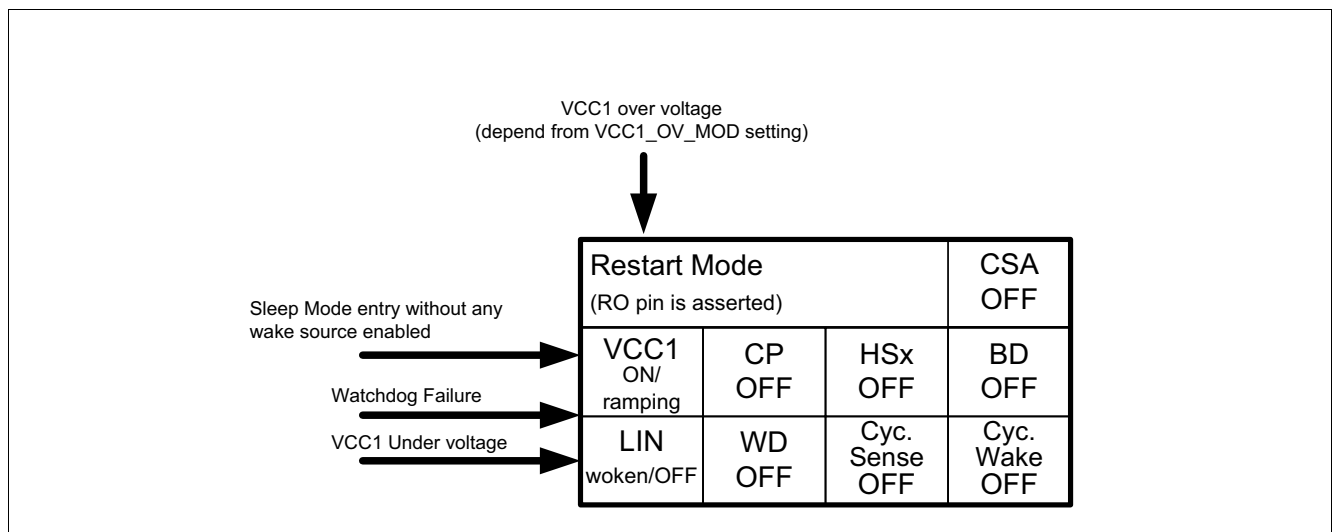 VCC1 over voltage
(depend from VCC1_OV_MOD setting)
Restart Mode
(RO pin is asserted)
CSA
OFF
Sleep Mode entry without any
wake source enabled
Watchdog Failure
VCC1 Under voltage
VCC1
ON/
ramping
CP
OFF
HSx
OFF
BD
OFF
LIN
woken/OFF
WD
OFF
Cyc.
Sense
OFF
Cyc.
Wake
OFF